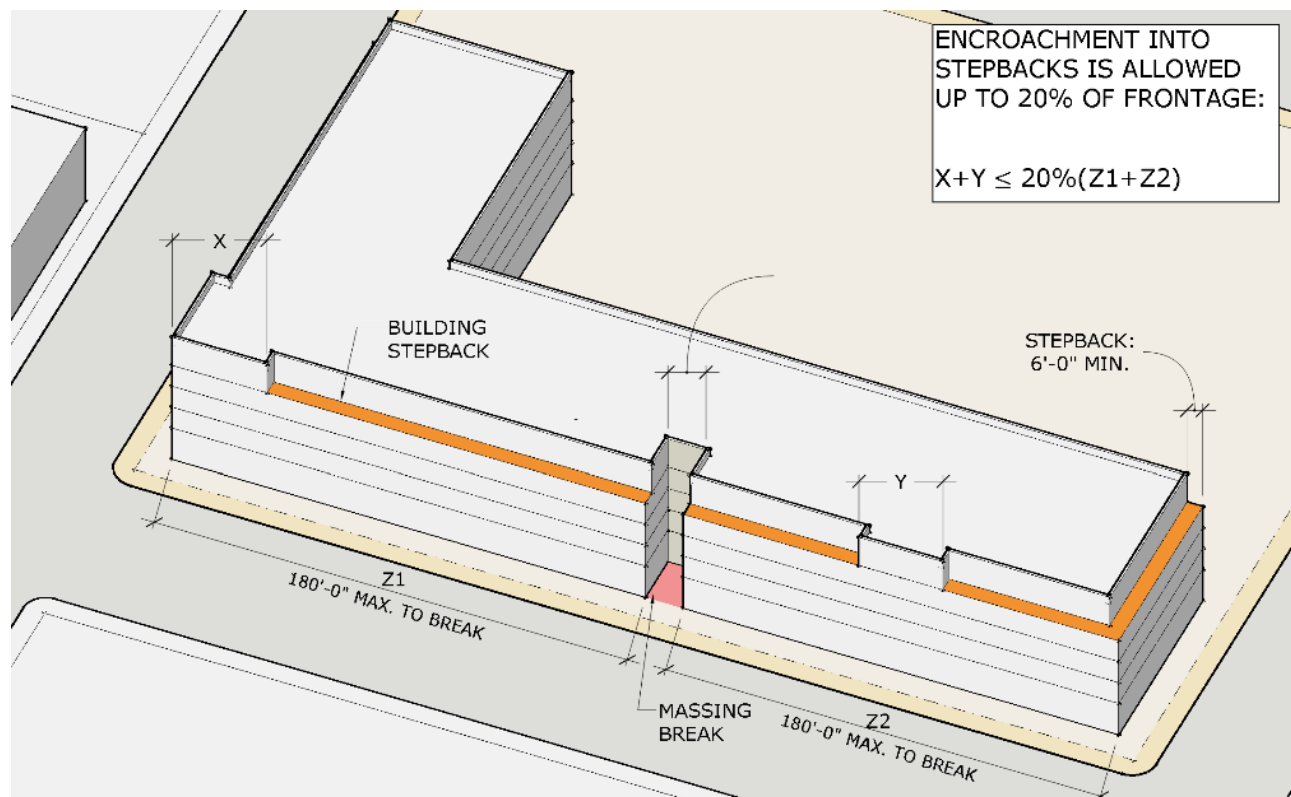 ENCROACHMENT INTO
STEPBACKS IS ALLOWED
UP TO 20% OF FRONTAGE:
X+Y ≤ 20%(Z1+Z2)
X
BUILDING
STEPBACK
STEPBACK:
6'-0" MIN.
Y
Z1
180'-0" MAX. TO BREAK
MASSING
BREAK
Z2
180'-0" MAX. TO BREAK